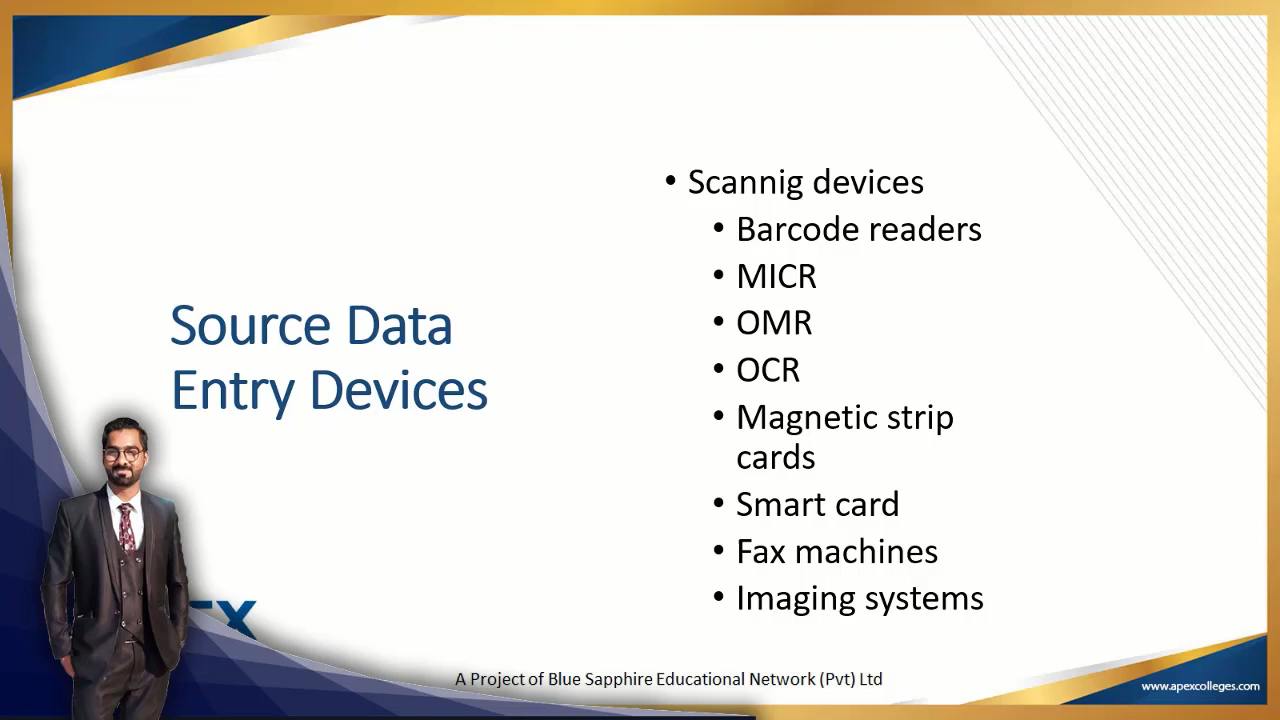 Source Data
Entry Devices
• Scannig devices
• Barcode readers
• MICR
• OMR
• OCR
• Magnetic strip
cards
• Smart card
• Fax machines
• Imaging systems
A Project of Blue Sapphire Educational Network (Pvt) Ltd
www.apexcolleges.com